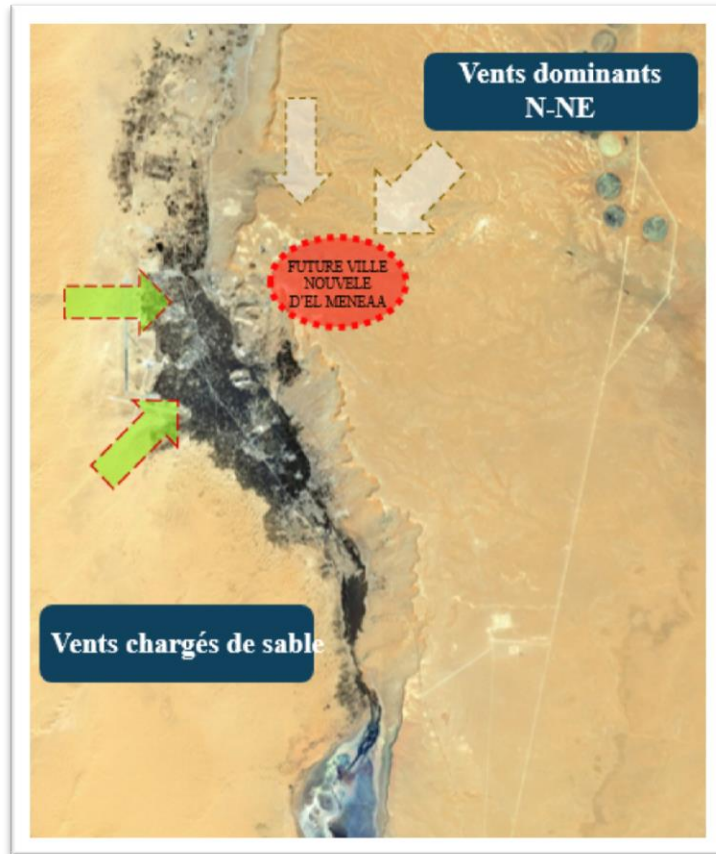 Vents dominants
N-NE
FUTURE VILLE
NOUVELE
D'EL MENEAA
Vents chargés de sable